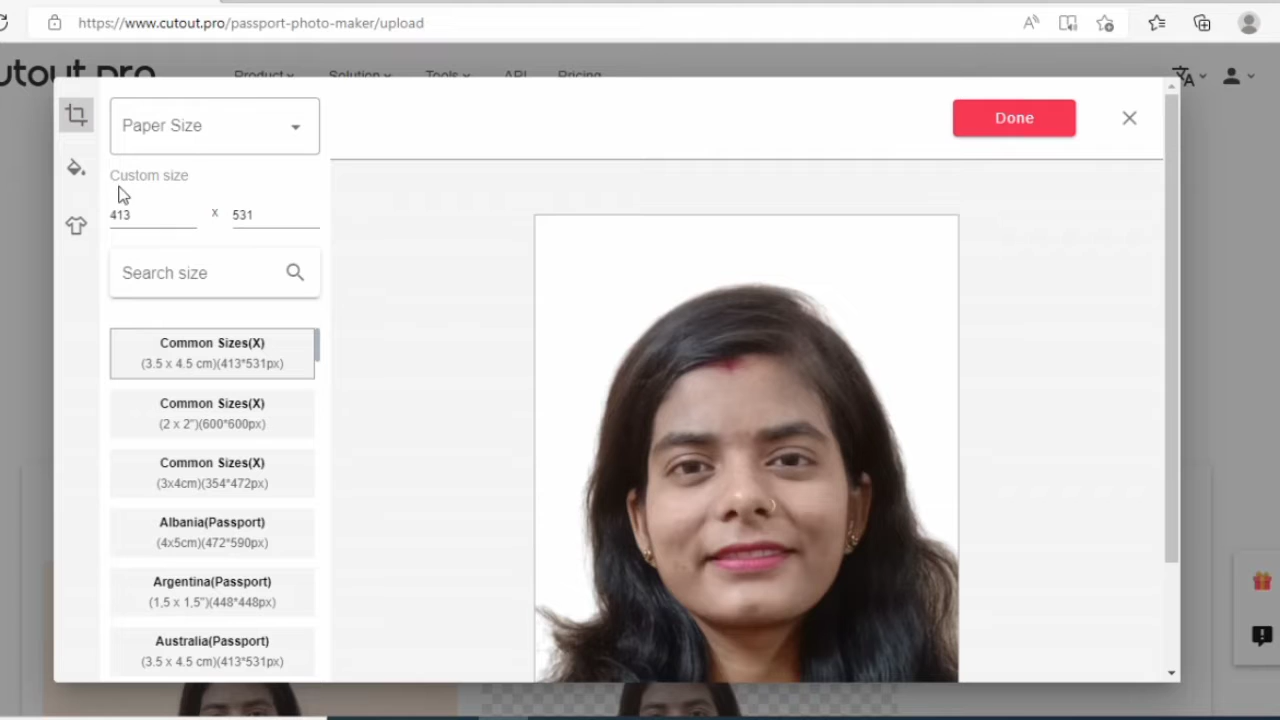 https://www.cutout.pro/passport-photo-maker/upload
cutout pro
Product
Solution
Tools
API
Pricing
Paper Size
Done
Custom size
413 x 531
Search size
Common Sizes(X)
(3.5 x 4.5 cm)(413*531px)
Common Sizes(X)
(2 x 2")(600*600px)
Common Sizes(X)
(3x4cm)(354*472px)
Albania(Passport)
(4x5cm)(472*590px)
Argentina(Passport)
(1.5 x 1.5")(448*448px)
Australia(Passport)
(3.5 x 4.5 cm)(413*531px)